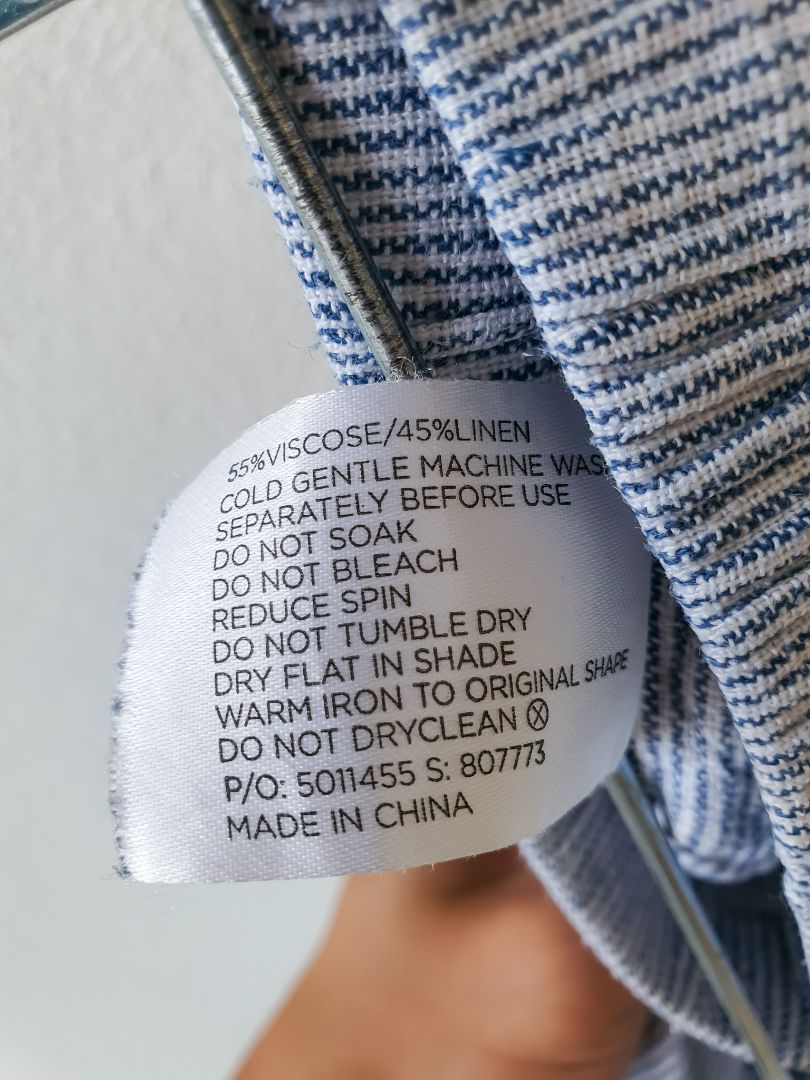 55%VISCOSE/45%LINEN
COLD GENTLE MACHINE
SEPARATELY BEFORE USE
DO NOT SOAK
DO NOT BLEACH
REDUCE SPIN
DO NOT TUMBLE DRY
DRY FLAT IN SHADE
WARM IRON TO ORIGINAL SHAPE
DO NOT DRYCLEAN
P/O: 5011455 S: 807773
MADE IN CHINA